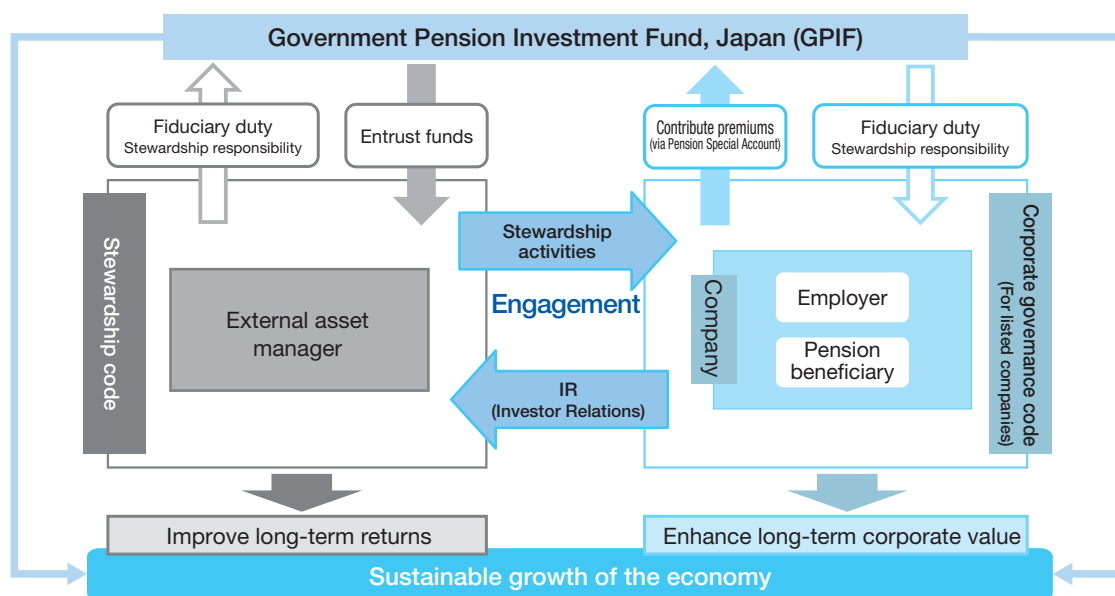 Government Pension Investment Fund, Japan (GPIF)
Fiduciary duty
Stewardship responsibility
Entrust funds
Contribute premiums
(via Pension Special Account)
Fiduciary duty
Stewardship responsibility
Stewardship code
External asset
manager
Stewardship
activities
Engagement
IR
(Investor Relations)
Company
Employer
Pension
beneficiary
Corporate governance code
(For listed companies)
Improve long-term returns
Enhance long-term corporate value
Sustainable growth of the economy